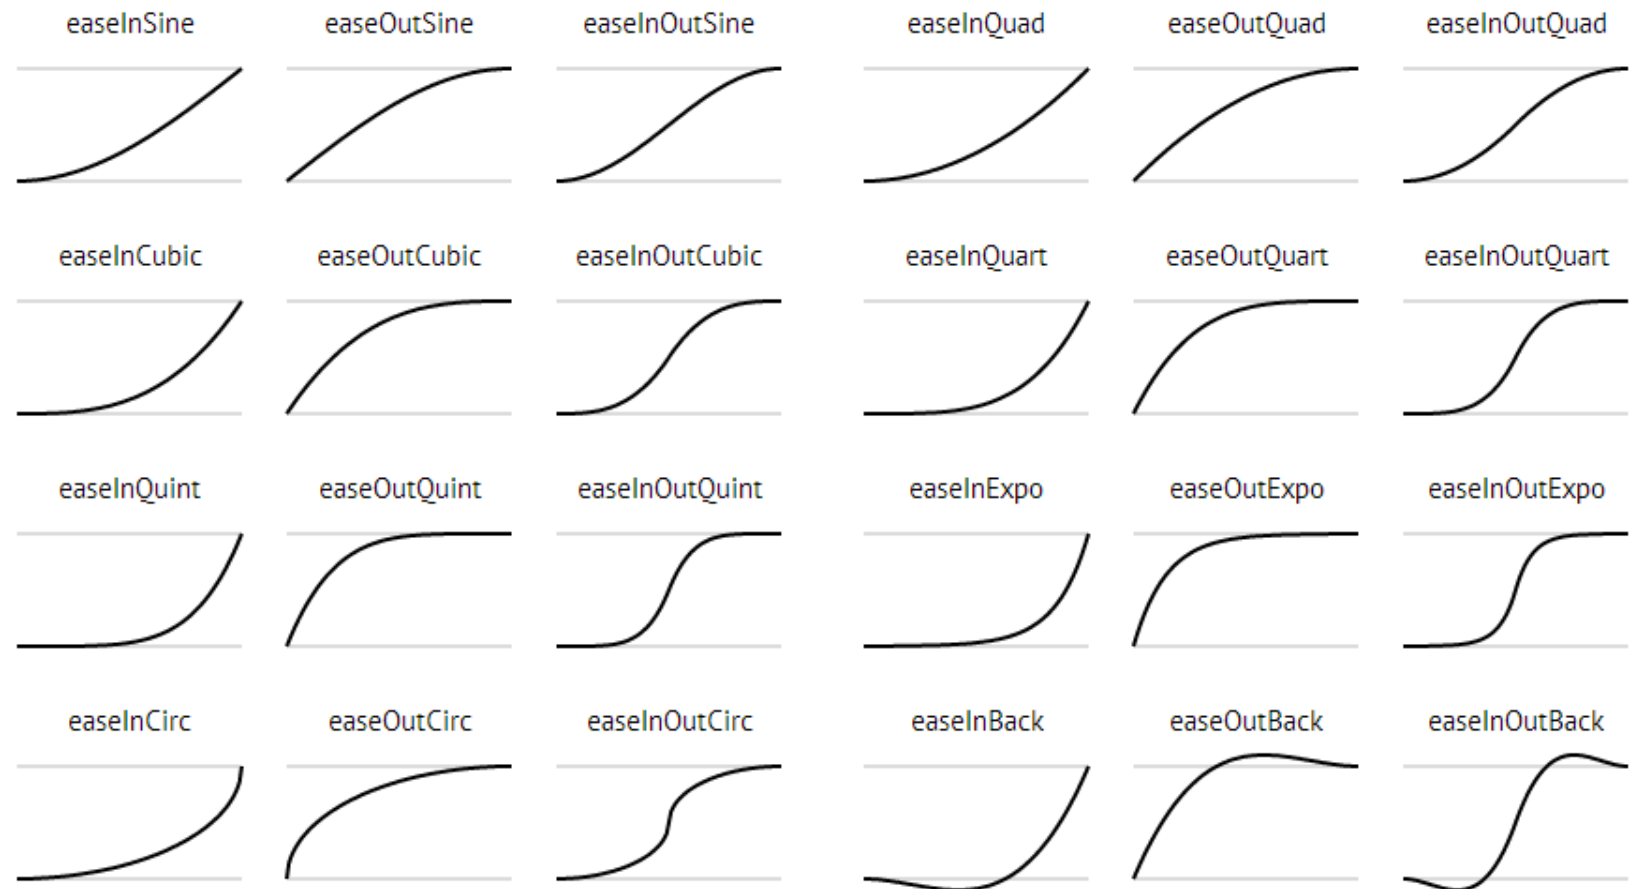 easeInSine easeOutSine easeInOutSine easeInQuad easeOutQuad easeInOutQuad
easeInCubic easeOutCubic easeInOutCubic easeInQuart easeOutQuart easeInOutQuart
easeInQuint easeOutQuint easeInOutQuint easeInExpo easeOutExpo easeInOutExpo
easeInCirc easeOutCirc easeInOutCirc easeInBack easeOutBack easeInOutBack